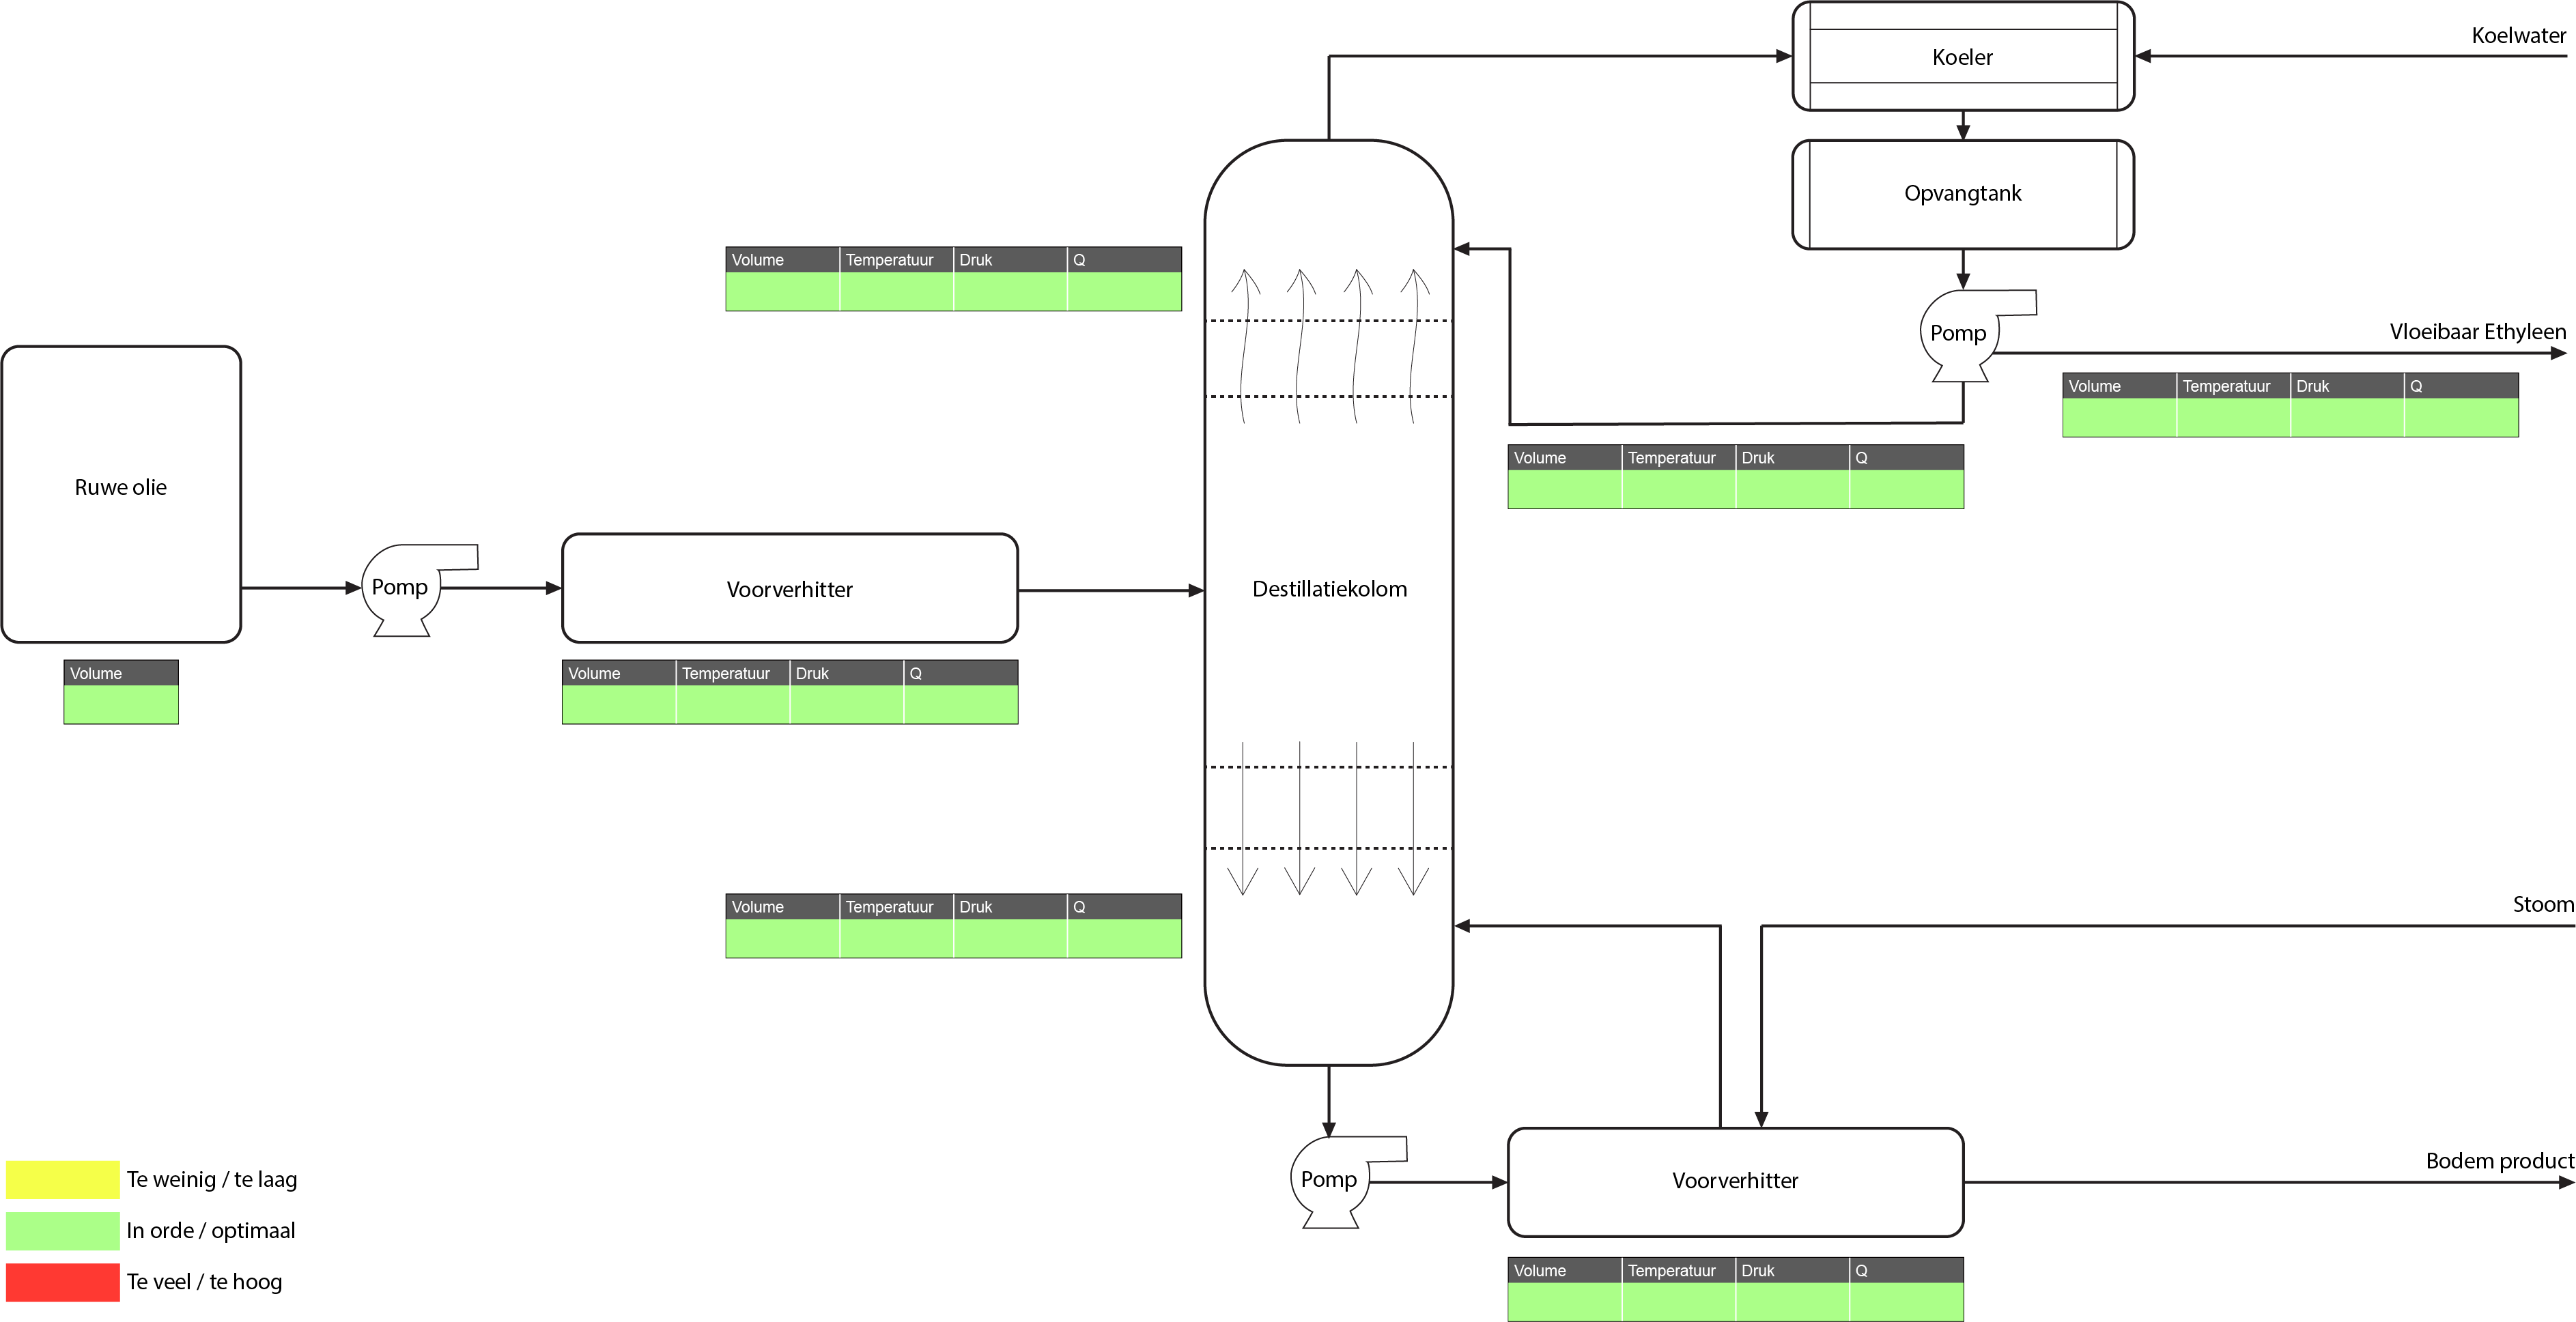 Koelwater
Koeler
Opvangtank
Volume Temperatuur Druk Q
Pomp
Vloeibaar Ethyleen
Volume Temperatuur Druk Q
Volume Temperatuur Druk Q
Ruwe olie
Pomp
Voorverhitter
Destillatiekolom
Volume
Volume Temperatuur Druk Q
Volume Temperatuur Druk Q
Stoom
Pomp
Voorverhitter
Bodem product
Volume Temperatuur Druk Q
Te weinig / te laag
In orde / optimaal
Te veel / te hoog